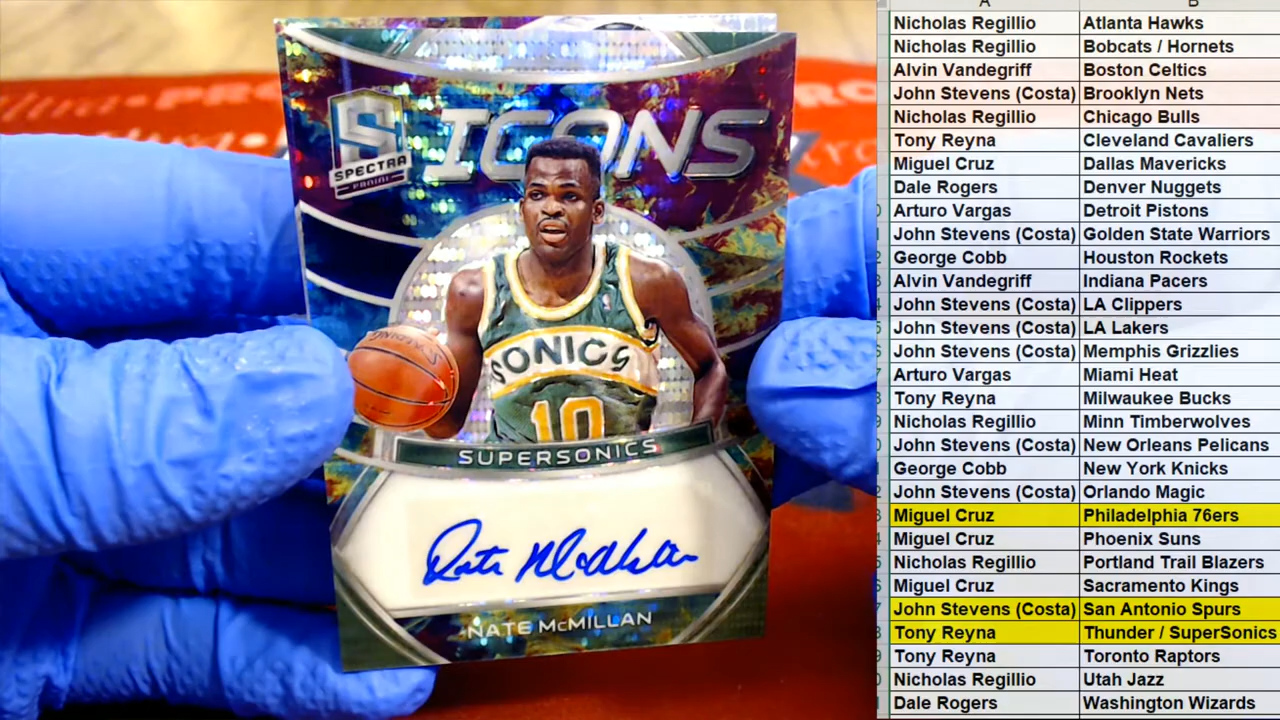 ICONS
S
SPECTRA
PANINI
SONICS
10
SUPERSONICS
Nate McMillan
NATE McMILLAN
A B
Nicholas Regillio Atlanta Hawks
Nicholas Regillio Bobcats / Hornets
Alvin Vandegriff Boston Celtics
John Stevens (Costa) Brooklyn Nets
Nicholas Regillio Chicago Bulls
Tony Reyna Cleveland Cavaliers
Miguel Cruz Dallas Mavericks
Dale Rogers Denver Nuggets
Arturo Vargas Detroit Pistons
John Stevens (Costa) Golden State Warriors
George Cobb Houston Rockets
Alvin Vandegriff Indiana Pacers
John Stevens (Costa) LA Clippers
John Stevens (Costa) LA Lakers
John Stevens (Costa) Memphis Grizzlies
Arturo Vargas Miami Heat
Tony Reyna Milwaukee Bucks
Nicholas Regillio Minn Timberwolves
John Stevens (Costa) New Orleans Pelicans
George Cobb New York Knicks
John Stevens (Costa) Orlando Magic
Miguel Cruz Philadelphia 76ers
Miguel Cruz Phoenix Suns
Nicholas Regillio Portland Trail Blazers
Miguel Cruz Sacramento Kings
John Stevens (Costa) San Antonio Spurs
Tony Reyna Thunder / SuperSonics
Tony Reyna Toronto Raptors
Nicholas Regillio Utah Jazz
Dale Rogers Washington Wizards